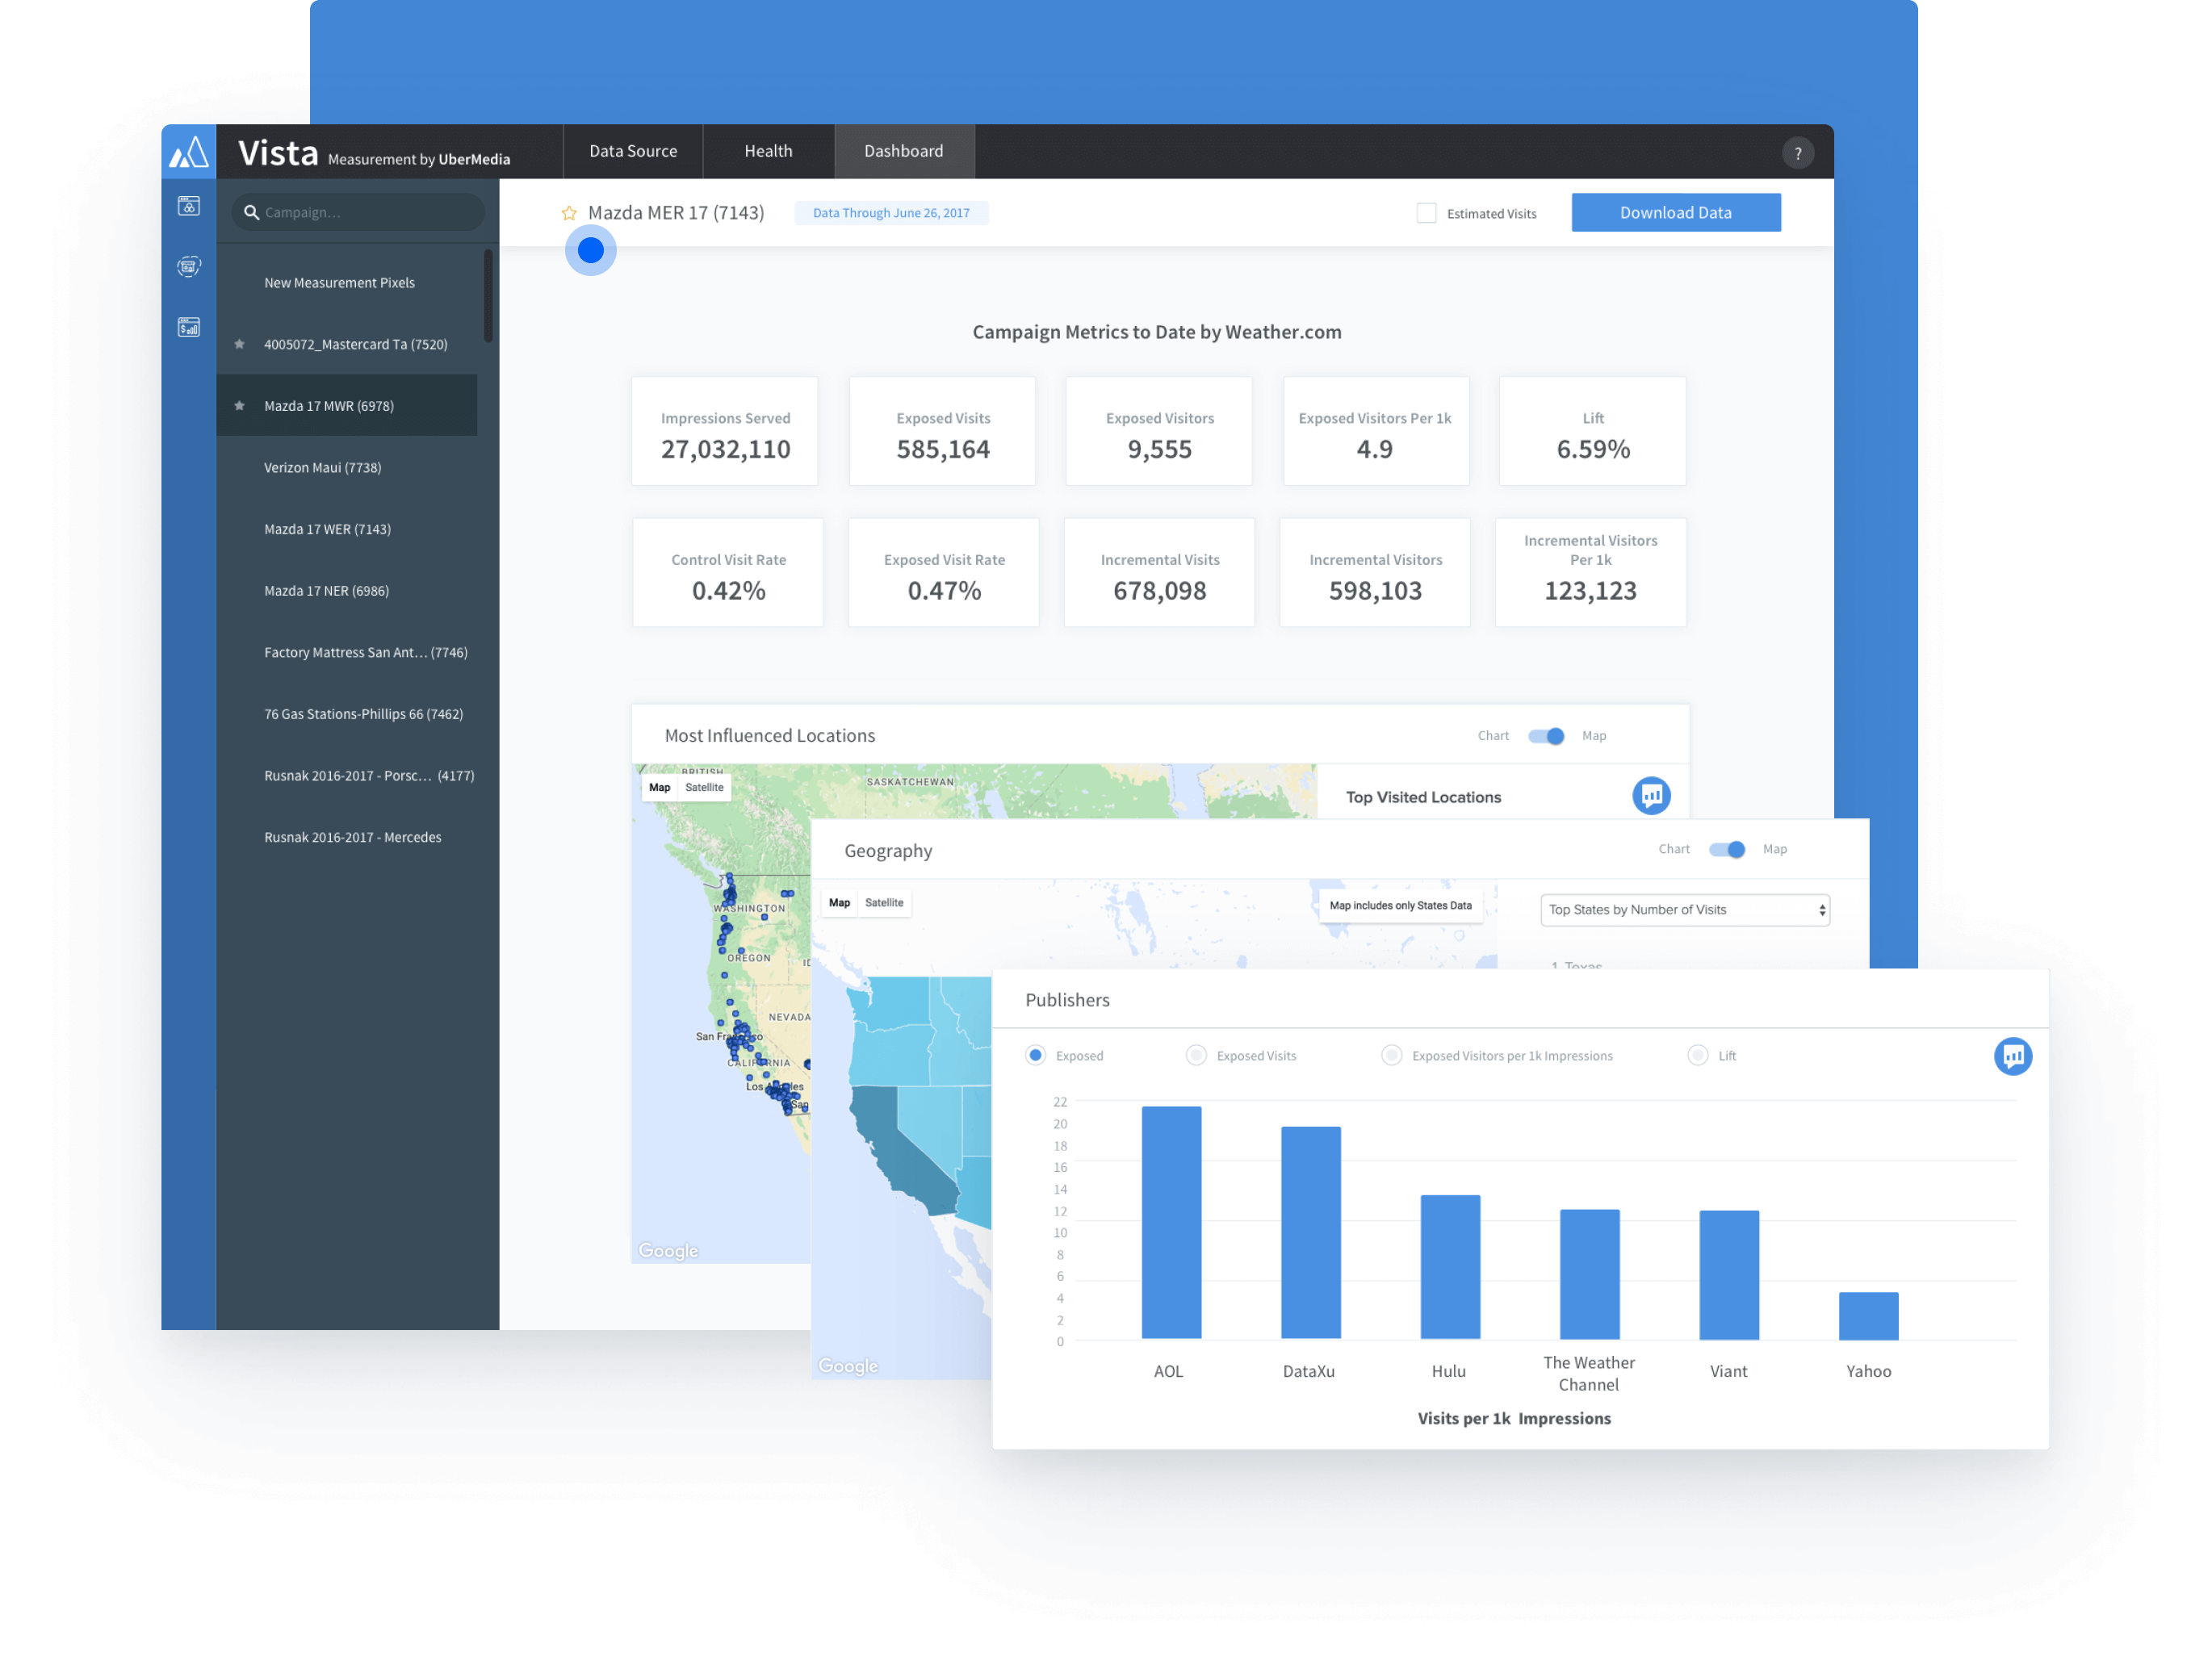 Vista Measurement by UberMedia
Data Source
Health
Dashboard
?
Campaign...
New Measurement Pixels
4005072_Mastercard Ta (7520)
Mazda 17 MWR (6978)
Verizon Maui (7738)
Mazda 17 WER (7143)
Mazda 17 NER (6986)
Factory Mattress San Ant... (7746)
76 Gas Stations-Phillips 66 (7462)
Rusnak 2016-2017 - Porsc... (4177)
Rusnak 2016-2017 - Mercedes
Mazda MER 17 (7143)
Data Through June 26, 2017
Estimated Visits
Download Data
Campaign Metrics to Date by Weather.com
Impressions Served
27,032,110
Exposed Visits
585,164
Exposed Visitors
9,555
Exposed Visitors Per 1k
4.9
Lift
6.59%
Control Visit Rate
0.42%
Exposed Visit Rate
0.47%
Incremental Visits
678,098
Incremental Visitors
598,103
Incremental Visitors
Per 1k
123,123
Most Influenced Locations
Chart
Map
BRITISH
SASKATCHEWAN
Map
Satellite
Top Visited Locations
WASHINGTON
OREGON
NEVADA
San Francisco
CALIFORNIA
Los Angeles
San
Google
Geography
Chart
Map
Map
Satellite
Map includes only States Data
Top States by Number of Visits
1. Texas
Google
Publishers
Exposed
Exposed Visits
Exposed Visitors per 1k Impressions
Lift
22
20
18
16
14
12
10
8
6
4
2
0
AOL
DataXu
Hulu
The Weather
Channel
Viant
Yahoo
Visits per 1k Impressions